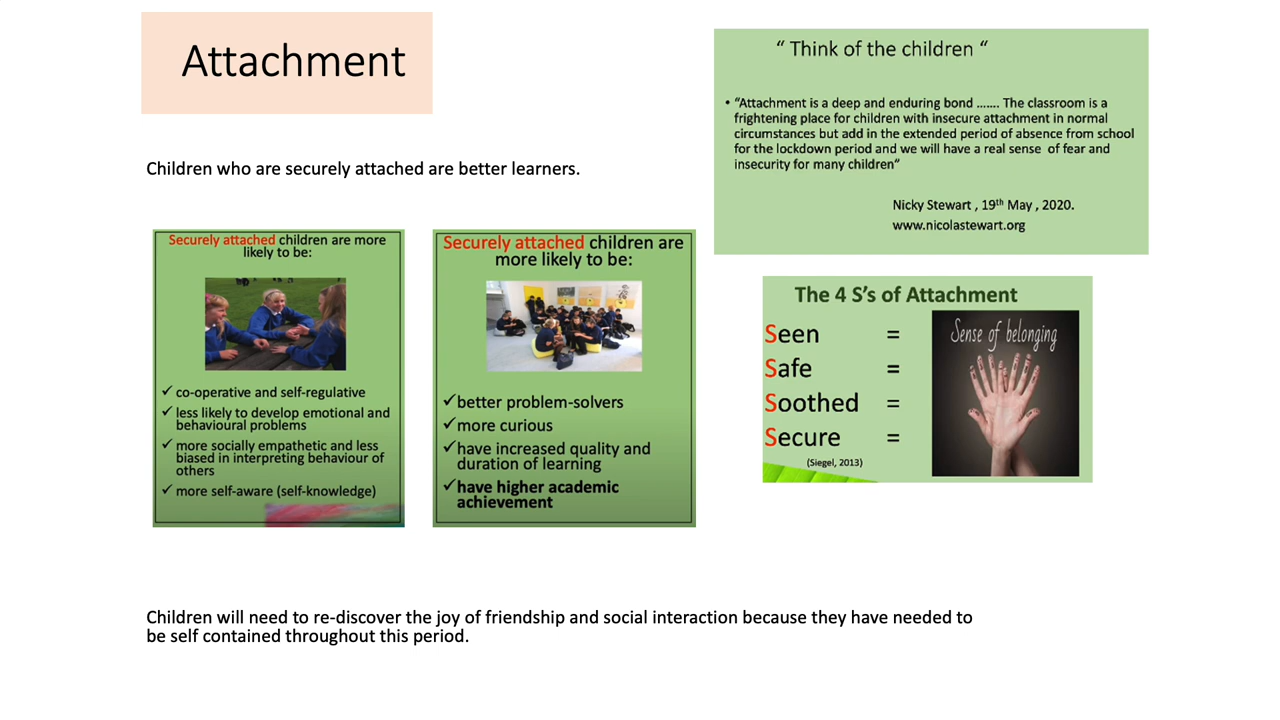 Attachment
Children who are securely attached are better learners.
Securely attached children are more
likely to be:
✓ co-operative and self-regulative
✓ less likely to develop emotional and
behavioural problems
✓ more socially empathetic and less
biased in interpreting behaviour of
others
✓ more self-aware (self-knowledge)
Securely attached children are
more likely to be:
✓ better problem-solvers
✓ more curious
✓ have increased quality and
duration of learning
✓ have higher academic
achievement
“ Think of the children “
• “Attachment is a deep and enduring bond ....... The classroom is a
frightening place for children with insecure attachment in normal
circumstances but add in the extended period of absence from school
for the lockdown period and we will have a real sense of fear and
insecurity for many children”
Nicky Stewart , 19th May , 2020.
www.nicolastewart.org
The 4 S’s of Attachment
Seen =
Safe =
Soothed =
Secure =
(Siegel, 2013)
Sense of belonging
Children will need to re-discover the joy of friendship and social interaction because they have needed to
be self contained throughout this period.